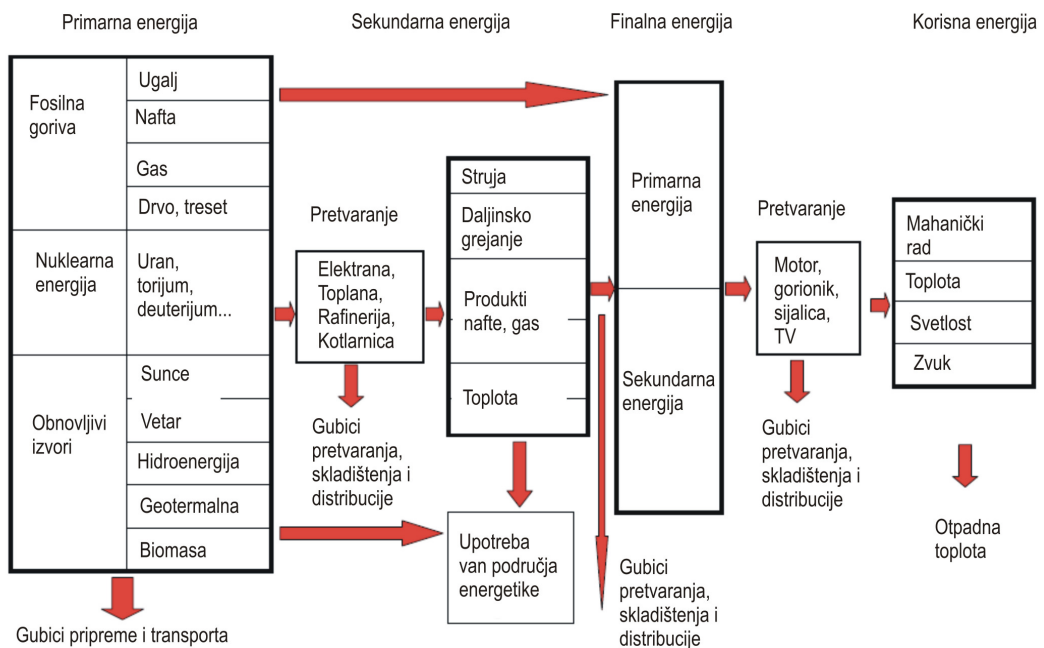 Primarna energija
Sekundarna energija
Finalna energija
Korisna energija
Fosilna
goriva
Ugalj
Nafta
Gas
Drvo, treset
Nuklearna
energija
Uran,
torijum,
deuterijum...
Obnovljivi
izvori
Sunce
Vetar
Hidroenergija
Geotermalna
Biomasa
Gubici pripreme i transporta
Pretvaranje
Elektrana,
Toplana,
Rafinerija,
Kotlarnica
Gubici
pretvaranja,
skladištenja i
distribucije
Struja
Daljinsko
grejanje
Produkti
nafte, gas
Toplota
Upotreba
van područja
energetike
Primarna
energija
Sekundarna
energija
Gubici
pretvaranja,
skladištenja i
distribucije
Pretvaranje
Motor,
gorionik,
sijalica,
TV
Gubici
pretvaranja,
skladištenja i
distribucije
Mahanički
rad
Toplota
Svetlost
Zvuk
Otpadna
toplota